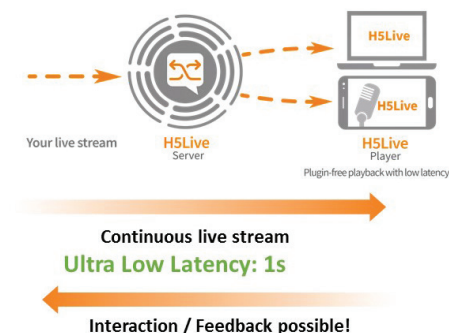 H5Live
H5Live
Your live stream
H5Live
Server
H5Live
Player
Plugin-free playback with low latency
Continuous live stream
Ultra Low Latency: 1s
Interaction / Feedback possible!